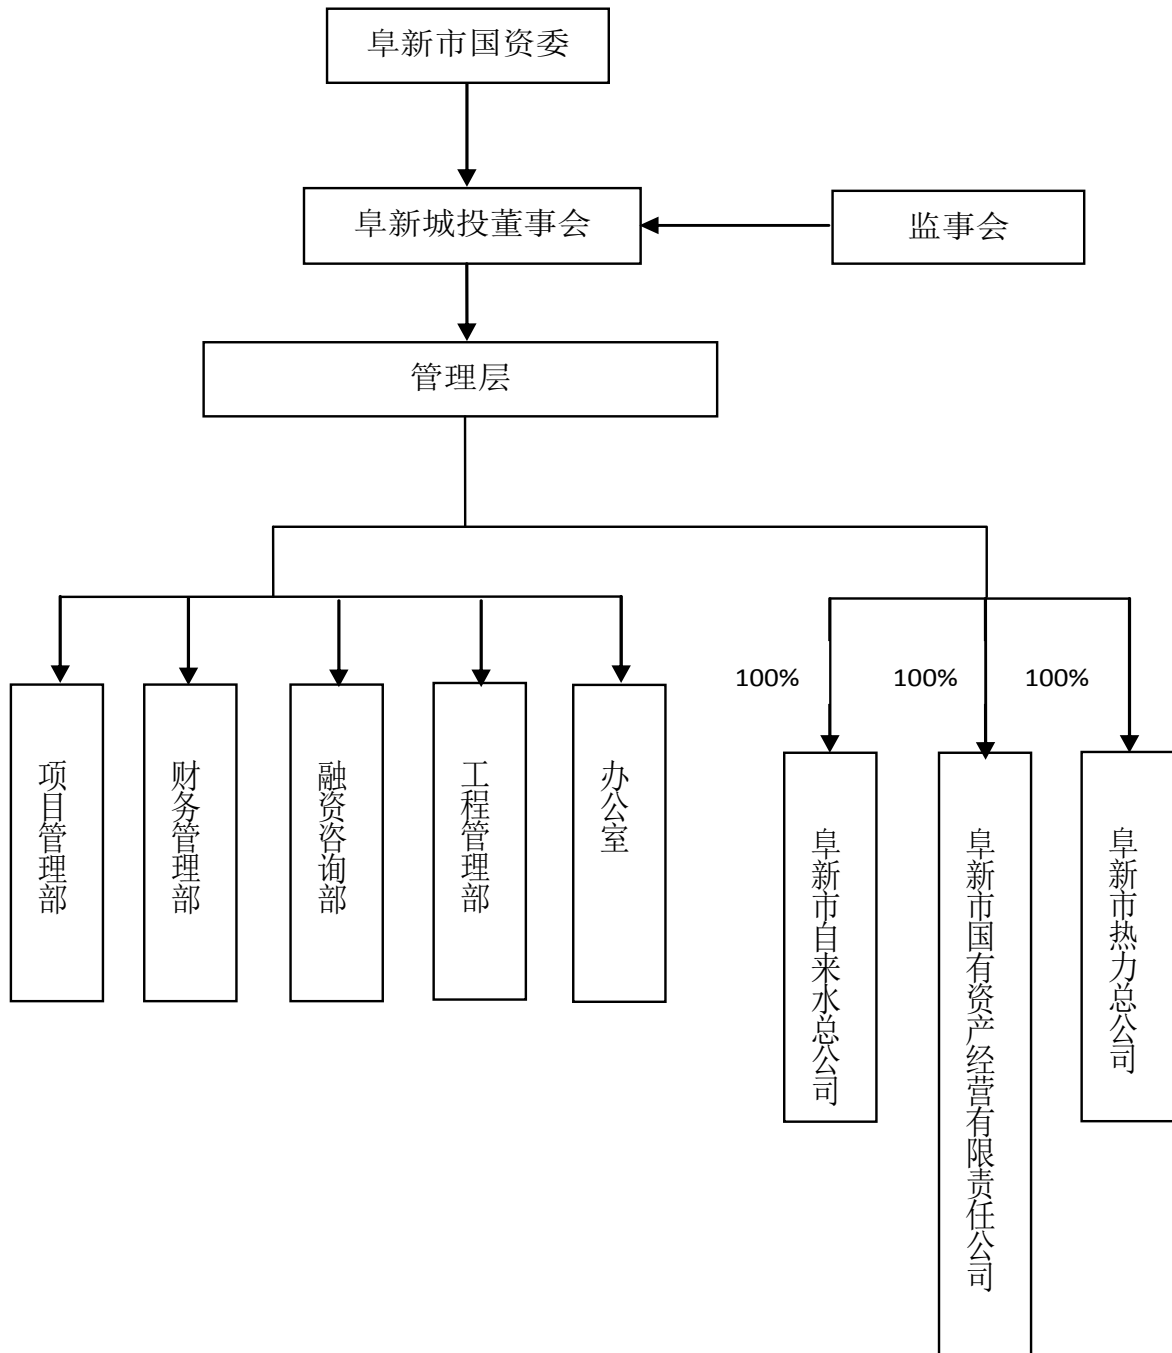 阜新市国资委
阜新城投董事会
监事会
管理层
100%
100%
100%
项目管理部
财务管理部
融资咨询部
工程管理部
办公室
阜新市自来水总公司
阜新市国有资产经营有限责任公司
阜新市热力总公司